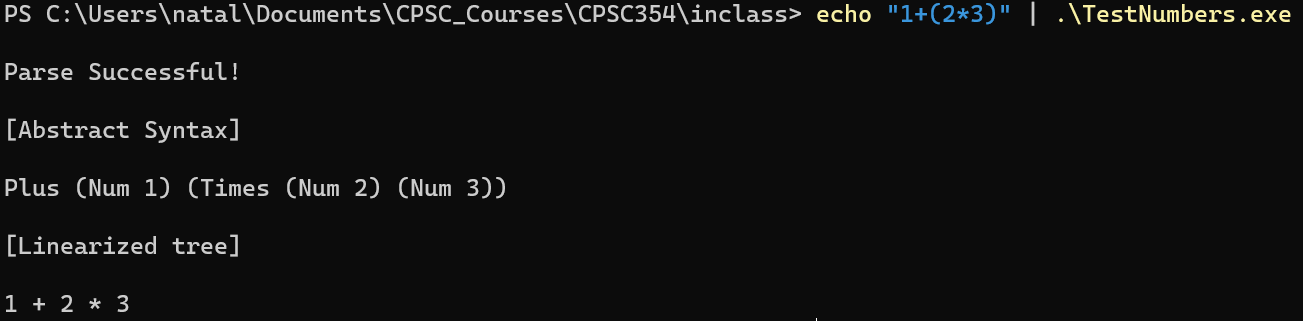 PS C:\Users\natal\Documents\CPSC_Courses\CPSC354\inclass> echo "1+(2*3)" | .\TestNumbers.exe
Parse Successful!
[Abstract Syntax]
Plus (Num 1) (Times (Num 2) (Num 3))
[Linearized tree]
1 + 2 * 3